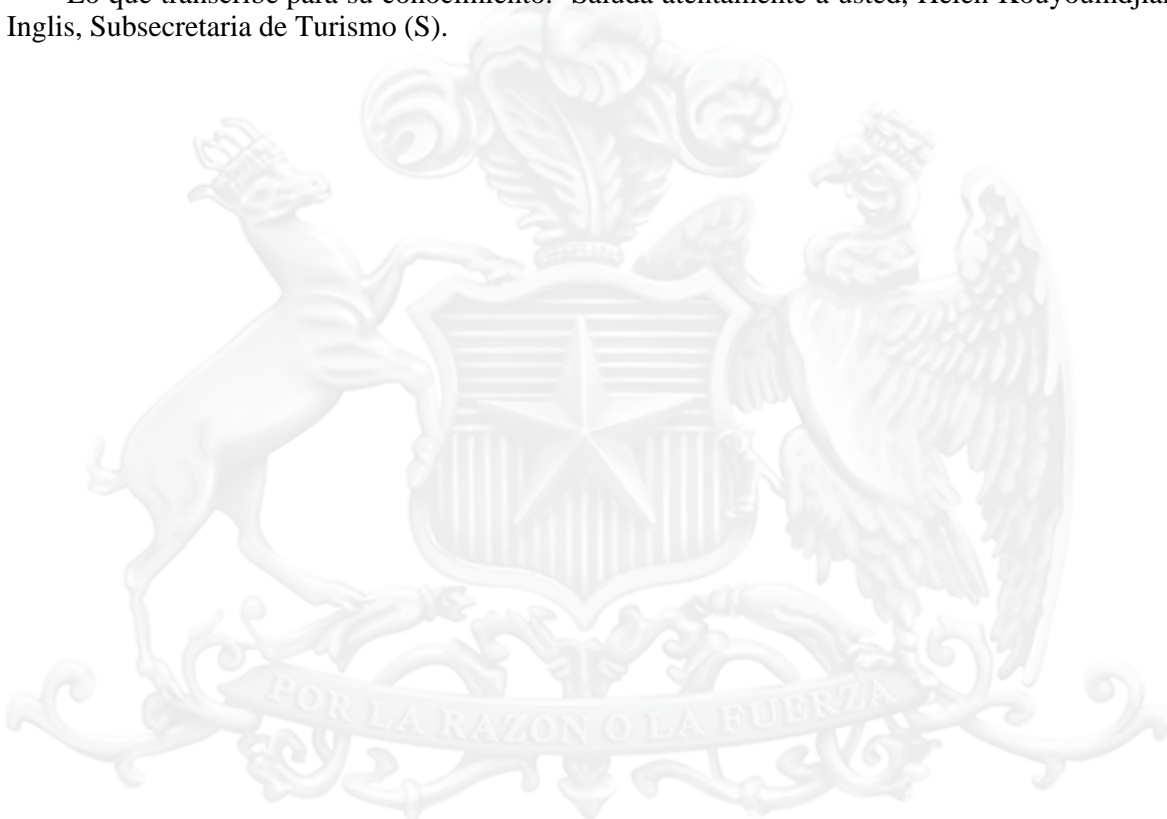 Lo que transcribe para su conocimiento.- Saluda atentamente a usted, Helen Kouyoumdjian
Inglis, Subsecretaria de Turismo (S).
POR LA RAZON O LA FUERZA